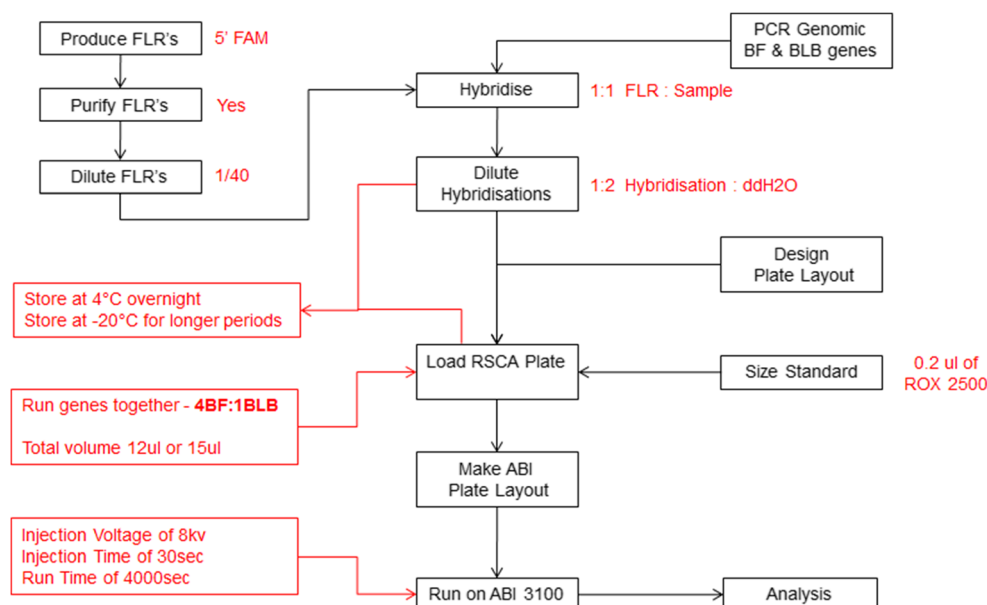 Produce FLR's
5' FAM
Purify FLR's
Yes
Dilute FLR's
1/40
PCR Genomic
BF & BLB genes
Hybridise
1:1 FLR : Sample
Dilute
Hybridisations
1:2 Hybridisation : ddH2O
Design
Plate Layout
Store at 4°C overnight
Store at -20°C for longer periods
Load RSCA Plate
Size Standard
0.2 ul of
ROX 2500
Run genes together - 4BF:1BLB
Total volume 12ul or 15ul
Make ABI
Plate Layout
Injection Voltage of 8kv
Injection Time of 30sec
Run Time of 4000sec
Run on ABI 3100
Analysis